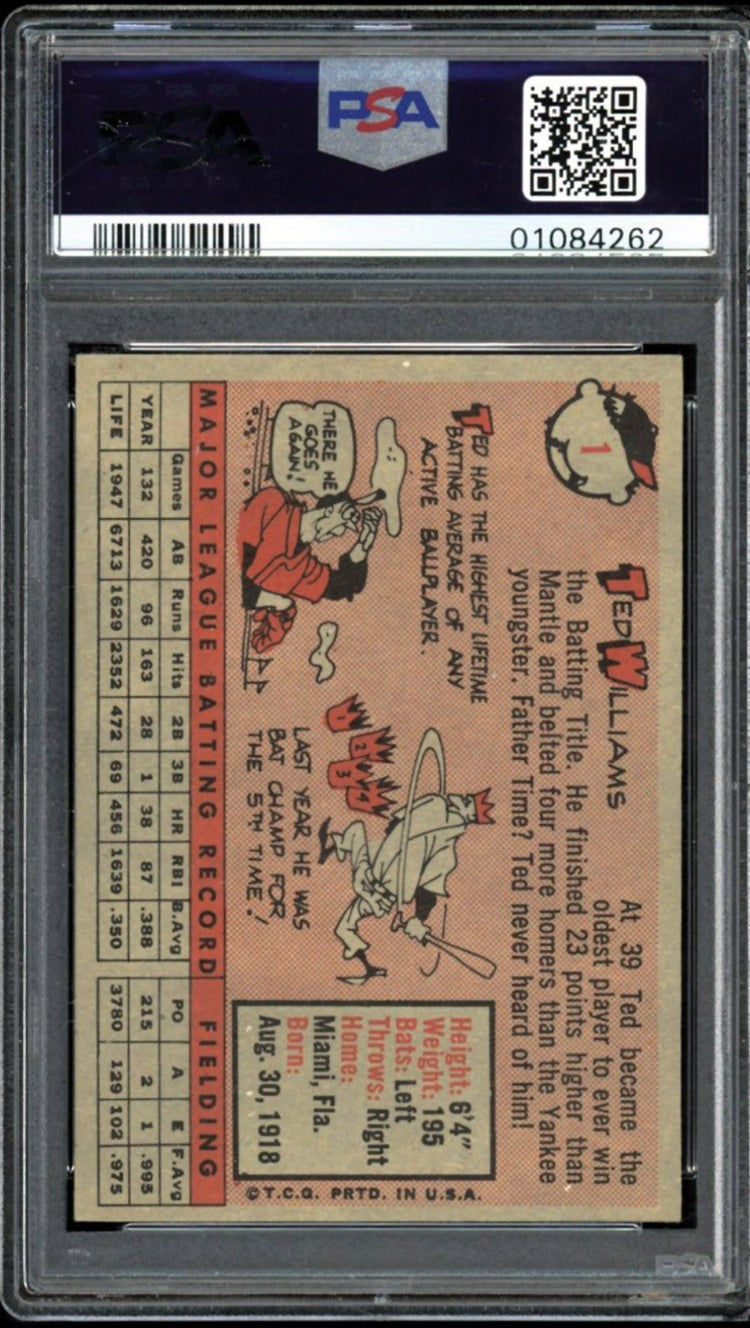 PSA
PSA
01084262
1
TED WILLIAMS
At 39 Ted became the
oldest player to ever win
the Batting Title. He finished 23 points higher than
Mantle and belted four more homers than the Yankee
youngster. Father Time? Ted never heard of him!
TED HAS THE HIGHEST LIFETIME
BATTING AVERAGE OF ANY
ACTIVE BALLPLAYER.
THERE HE
GOES
AGAIN!
1
2
3
4
LAST YEAR HE WAS
BAT CHAMP FOR
THE 5TH TIME!
Height: 6'4"
Weight: 195
Bats: Left
Throws: Right
Home:
Miami, Fla.
Born:
Aug. 30, 1918
©T.C.G. PRTD. IN U.S.A.
MAJOR LEAGUE BATTING RECORD FIELDING
Games AB Runs Hits 2B 3B HR RBI B.Avg PO A E F.Avg
YEAR 132 420 96 163 28 1 38 87 .388 215 2 1 .995
LIFE 1947 6713 1629 2352 472 69 456 1639 .350 3780 129 102 .975
PSA